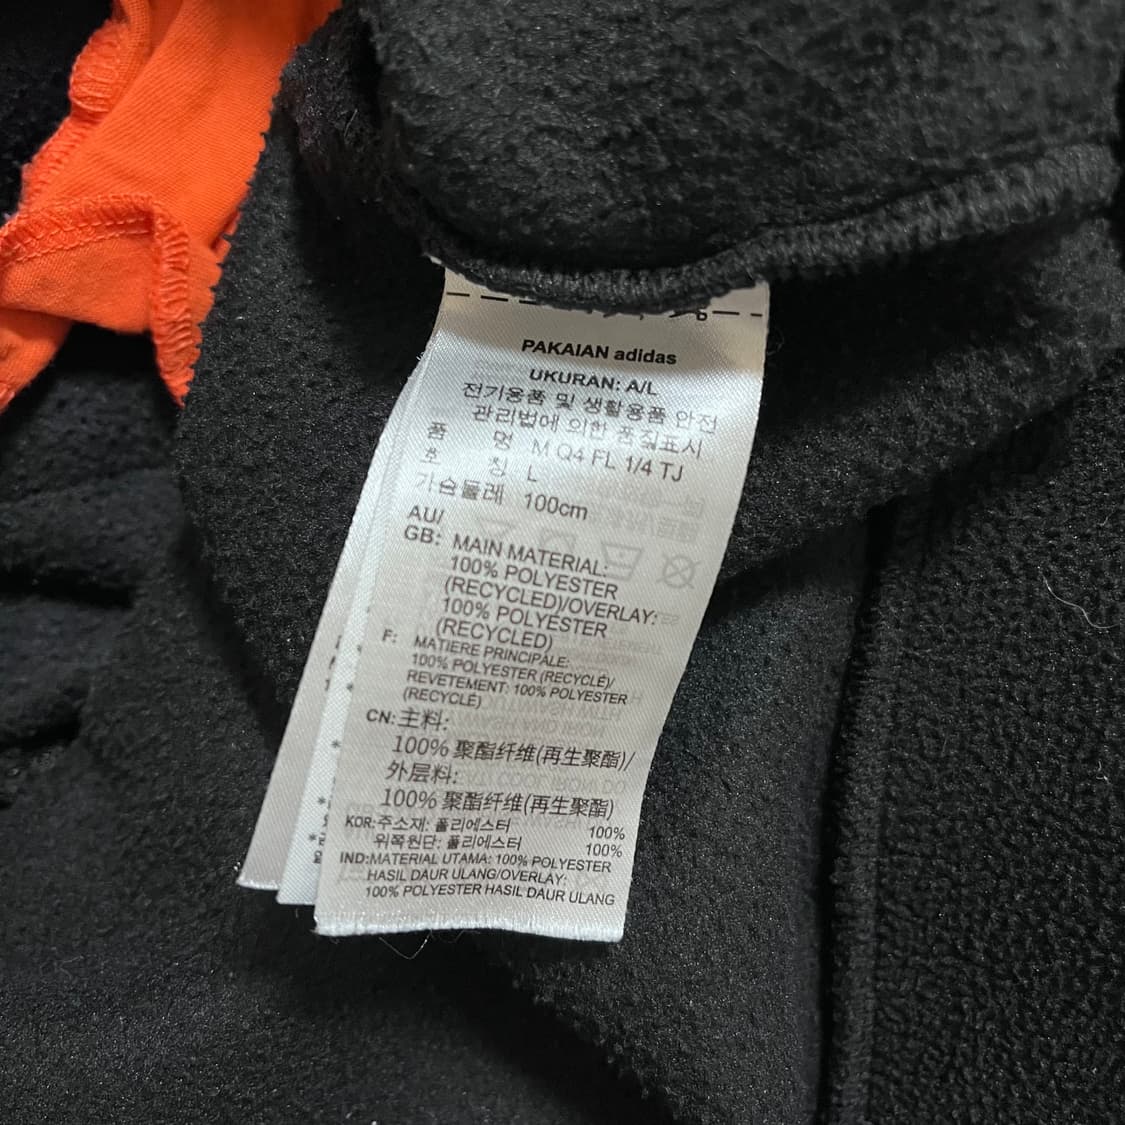 PAKAIAN adidas
UKURAN: A/L
전기용품 및 생활용품 안전
관리법에 의한 품질표시
품 명 M Q4 FL 1/4 TJ
호 칭 L
가슴둘레 100cm
AU/
GB: MAIN MATERIAL:
100% POLYESTER
(RECYCLED)/OVERLAY:
100% POLYESTER
(RECYCLED)
F: MATIERE PRINCIPALE:
100% POLYESTER (RECYCLÉ)/
REVETEMENT: 100% POLYESTER
(RECYCLÉ)
CN: 主料:
100% 聚酯纤维(再生聚酯)/
外层料:
100% 聚酯纤维(再生聚酯)
KOR: 주소재: 폴리에스터 100%
위쪽원단: 폴리에스터 100%
IND: MATERIAL UTAMA: 100% POLYESTER
HASIL DAUR ULANG/OVERLAY:
100% POLYESTER HASIL DAUR ULANG